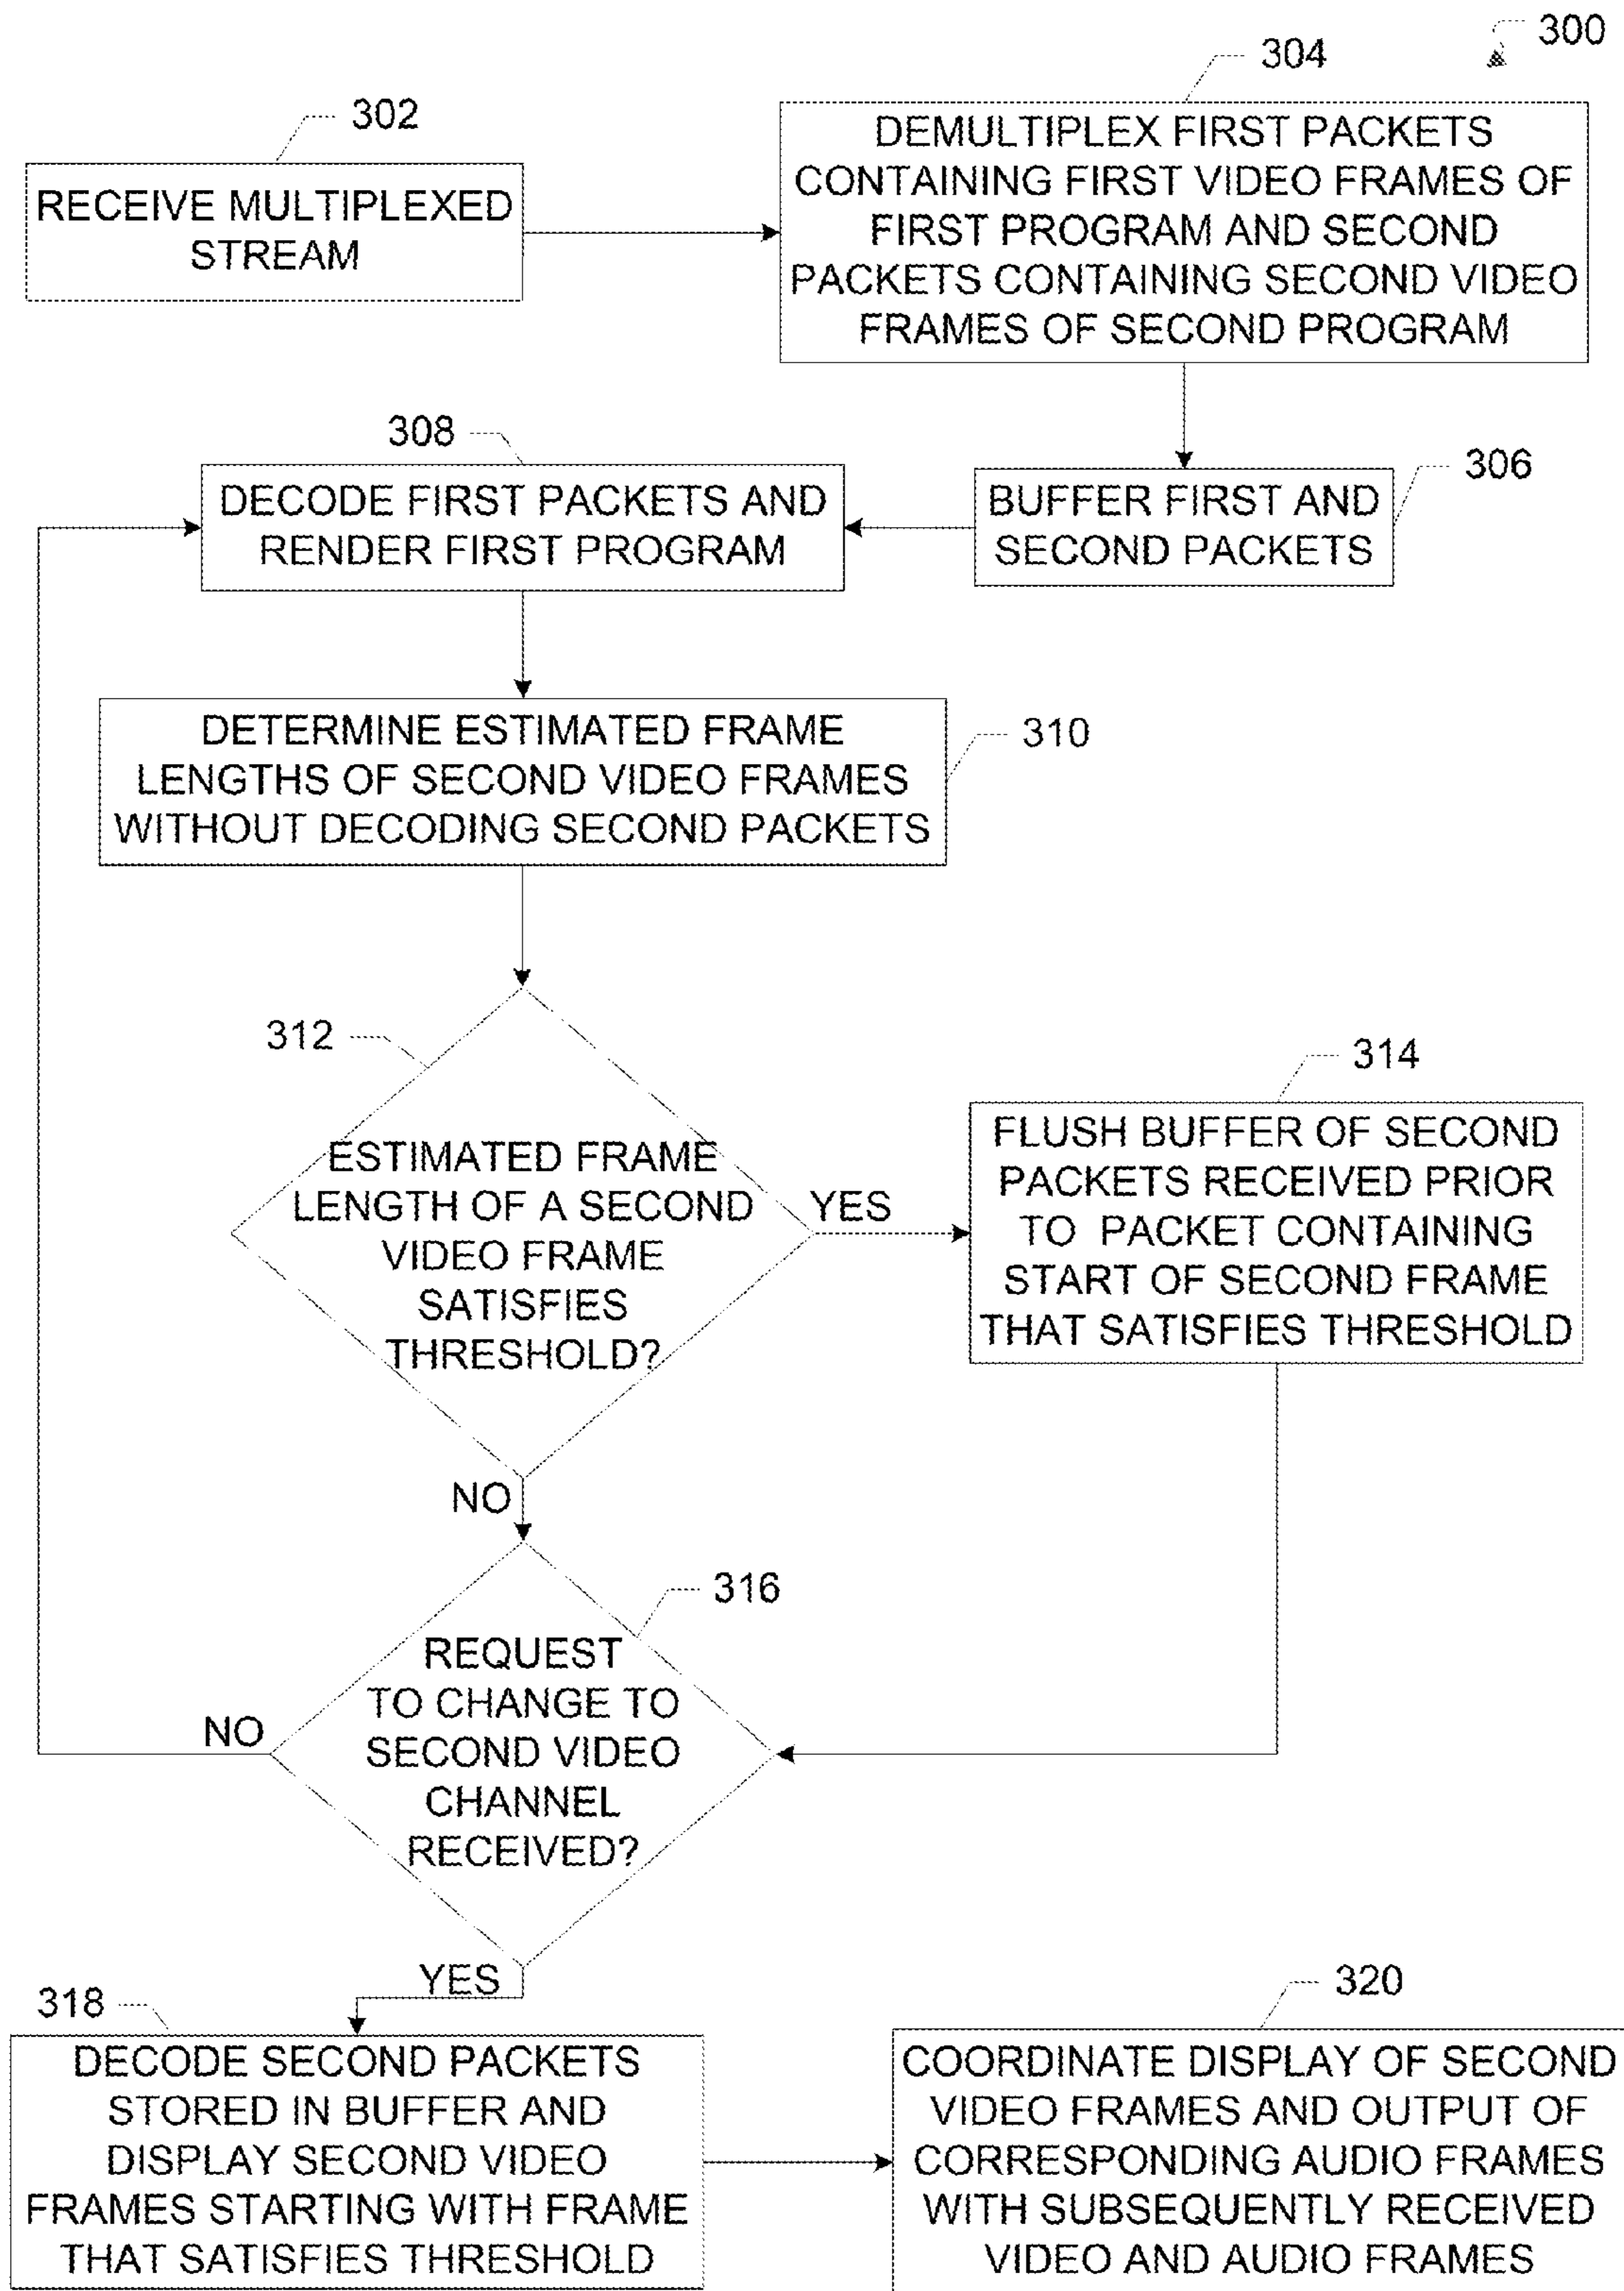 300
302
RECEIVE MULTIPLEXED
STREAM
304
DEMULTIPLEX FIRST PACKETS
CONTAINING FIRST VIDEO FRAMES OF
FIRST PROGRAM AND SECOND
PACKETS CONTAINING SECOND VIDEO
FRAMES OF SECOND PROGRAM
306
BUFFER FIRST AND
SECOND PACKETS
308
DECODE FIRST PACKETS AND
RENDER FIRST PROGRAM
310
DETERMINE ESTIMATED FRAME
LENGTHS OF SECOND VIDEO FRAMES
WITHOUT DECODING SECOND PACKETS
312
ESTIMATED FRAME
LENGTH OF A SECOND
VIDEO FRAME
SATISFIES
THRESHOLD?
YES
NO
314
FLUSH BUFFER OF SECOND
PACKETS RECEIVED PRIOR
TO PACKET CONTAINING
START OF SECOND FRAME
THAT SATISFIES THRESHOLD
316
REQUEST
TO CHANGE TO
SECOND VIDEO
CHANNEL
RECEIVED?
NO
YES
318
DECODE SECOND PACKETS
STORED IN BUFFER AND
DISPLAY SECOND VIDEO
FRAMES STARTING WITH FRAME
THAT SATISFIES THRESHOLD
320
COORDINATE DISPLAY OF SECOND
VIDEO FRAMES AND OUTPUT OF
CORRESPONDING AUDIO FRAMES
WITH SUBSEQUENTLY RECEIVED
VIDEO AND AUDIO FRAMES